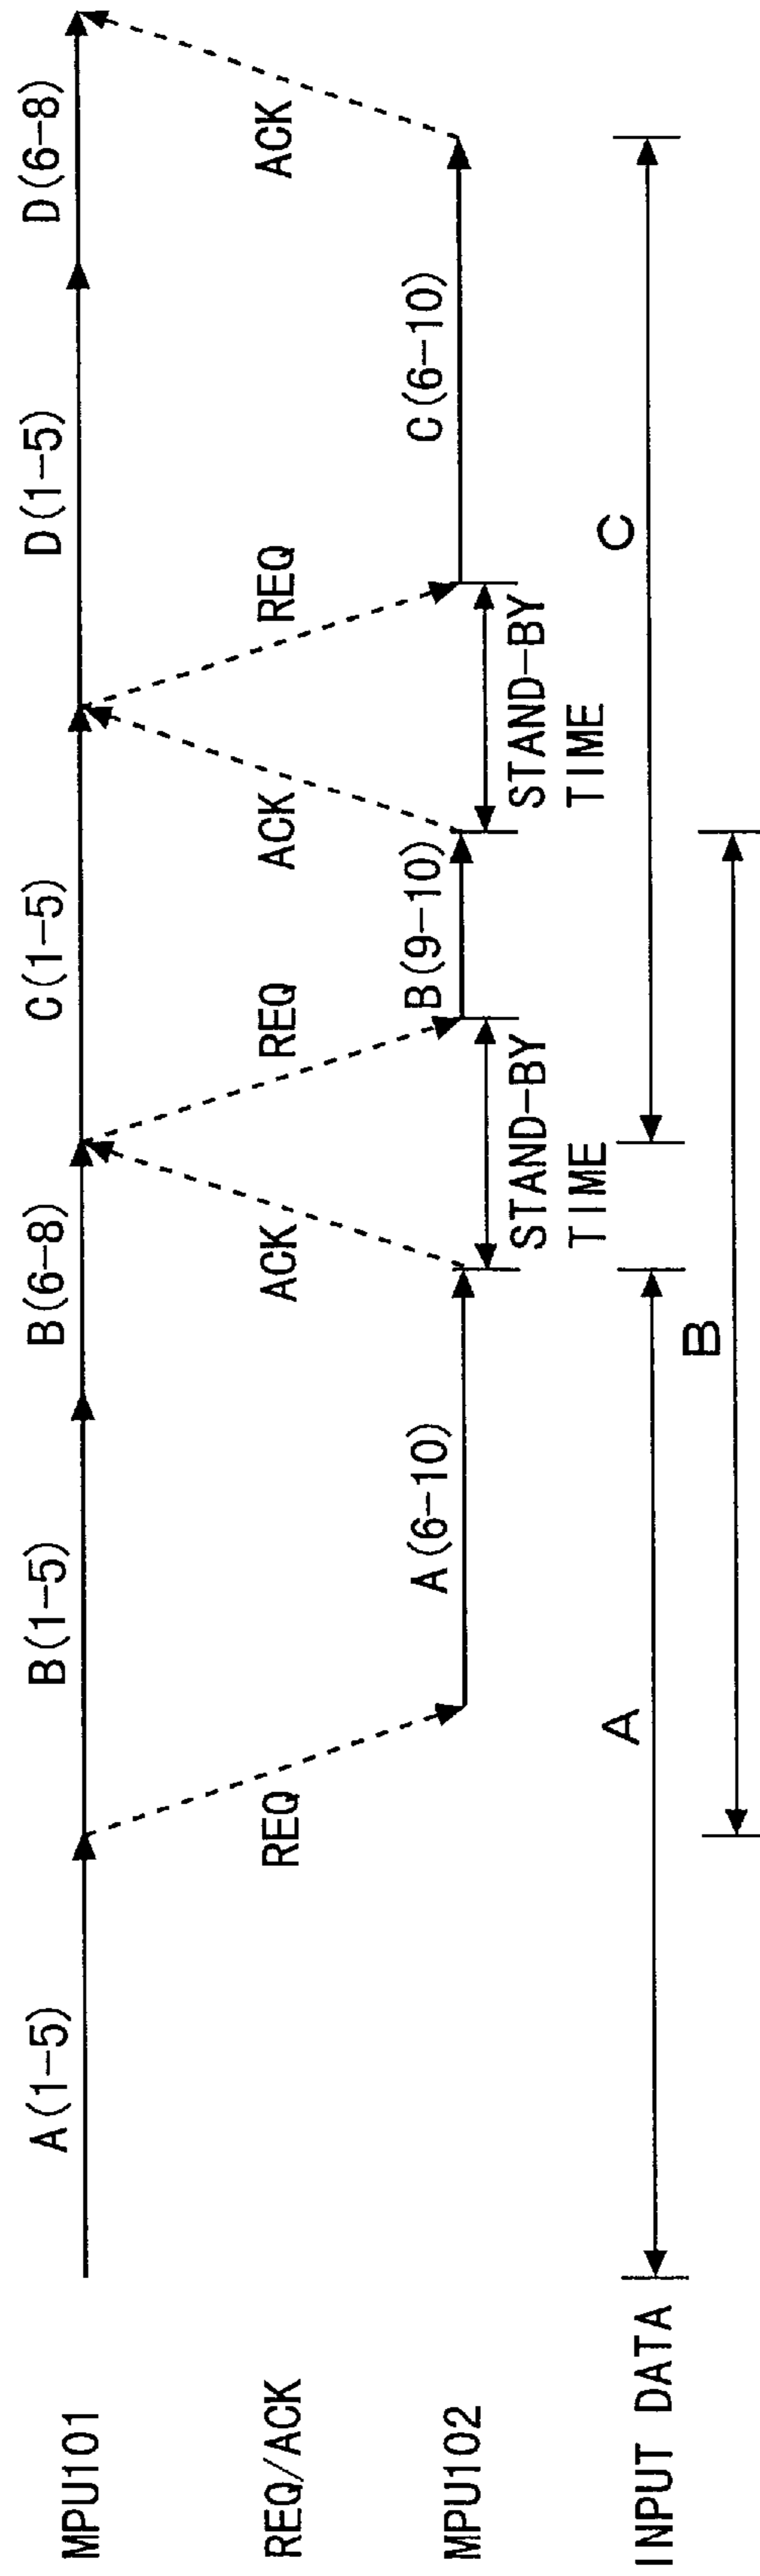 MPU101
A(1-5)
B(1-5)
B(6-8)
C(1-5)
D(1-5)
D(6-8)
REQ/ACK
REQ
ACK
REQ
ACK
REQ
ACK
MPU102
A(6-10)
B(9-10)
C(6-10)
STAND-BY
TIME
STAND-BY
TIME
INPUT DATA
A
C
B